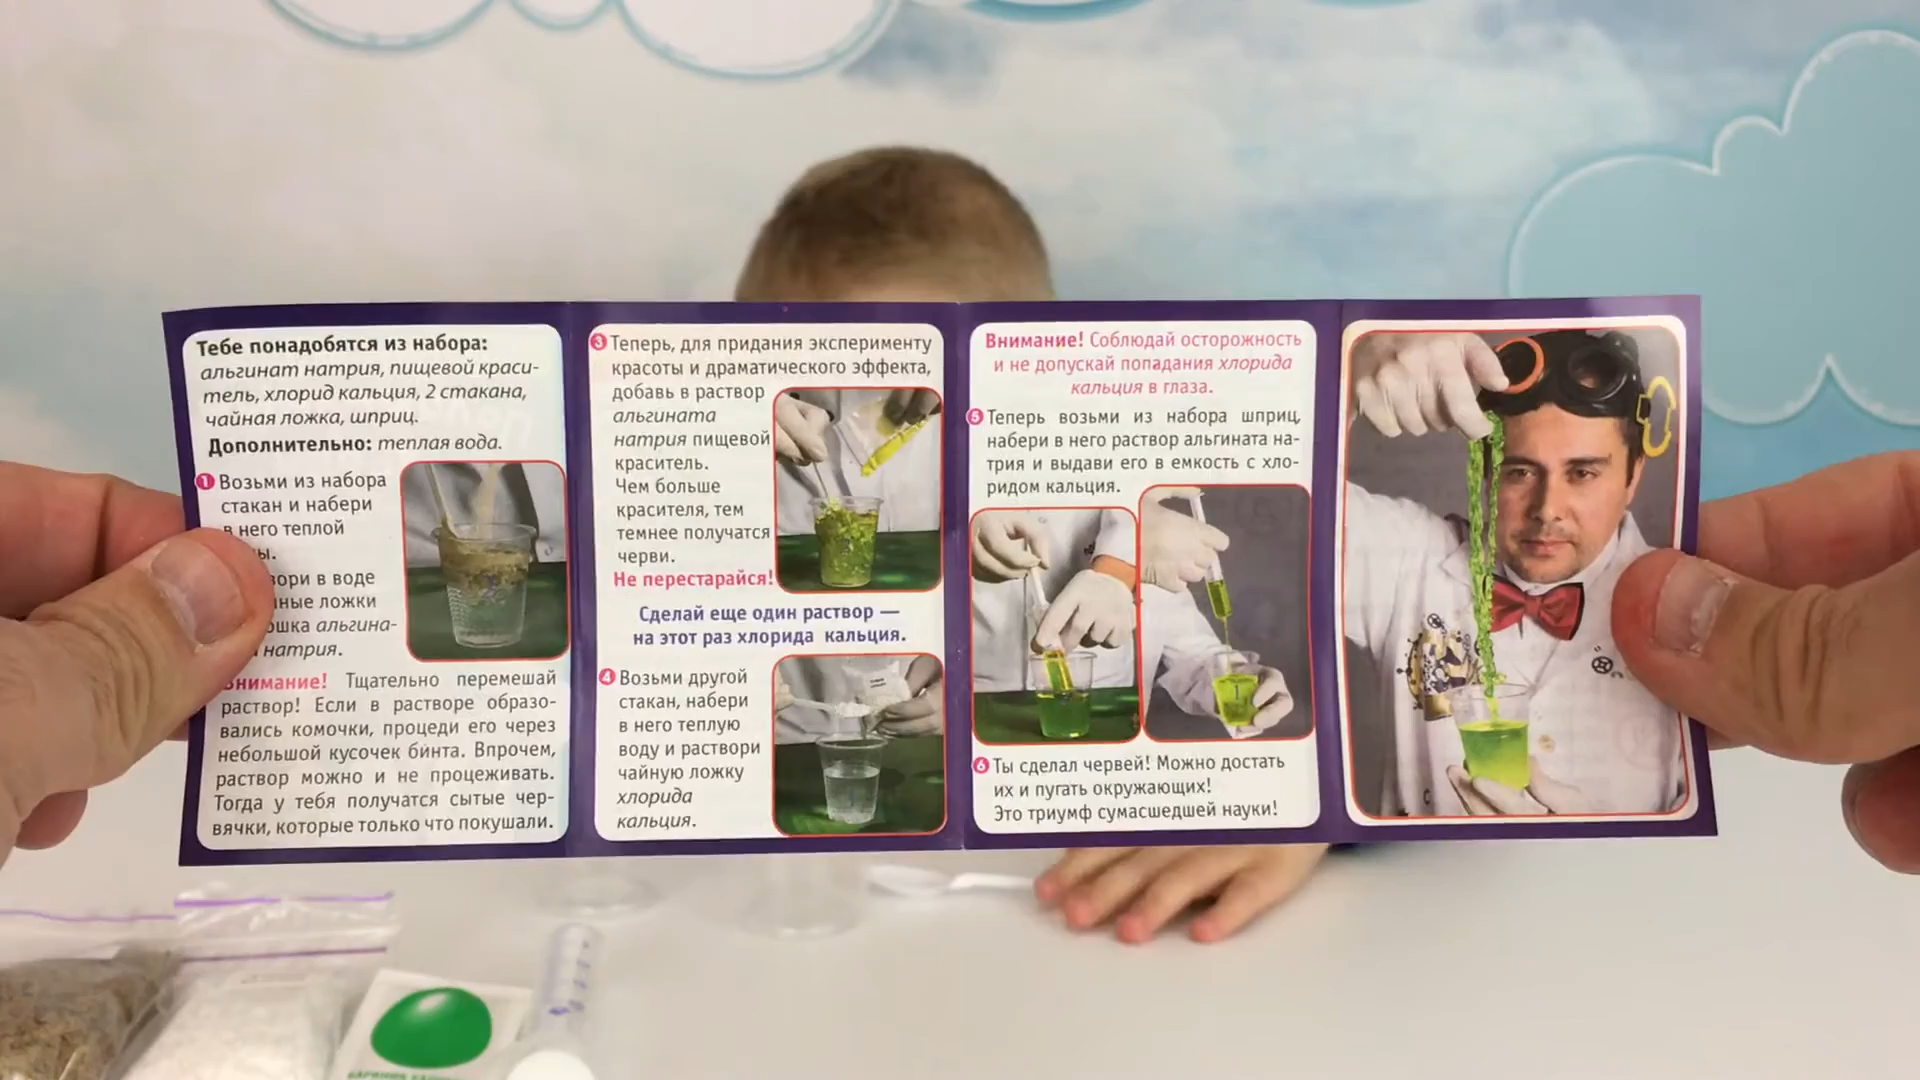 Тебе понадобятся из набора:
альгинат натрия, пищевой краси-
тель, хлорид кальция, 2 стакана,
чайная ложка, шприц.
Дополнительно: теплая вода.
1 Возьми из набора
стакан и набери
в него теплой
ы.
вори в воде
ные ложки
ошка альгина-
натрия.
Внимание! Тщательно перемешай
раствор! Если в растворе образо-
вались комочки, процеди его через
небольшой кусочек бинта. Впрочем,
раствор можно и не процеживать.
Тогда у тебя получатся сытые чер-
вячки, которые только что покушали.
3 Теперь, для придания эксперименту
красоты и драматического эффекта,
добавь в раствор
альгината
натрия пищевой
краситель.
Чем больше
красителя, тем
темнее получатся
черви.
Не перестарайся!
Сделай еще один раствор —
на этот раз хлорида кальция.
4 Возьми другой
стакан, набери
в него теплую
воду и раствори
чайную ложку
хлорида
кальция.
Внимание! Соблюдай осторожность
и не допускай попадания хлорида
кальция в глаза.
5 Теперь возьми из набора шприц,
набери в него раствор альгината на-
трия и выдави его в емкость с хло-
ридом кальция.
1
6 Ты сделал червей! Можно достать
их и пугать окружающих!
Это триумф сумасшедшей науки!